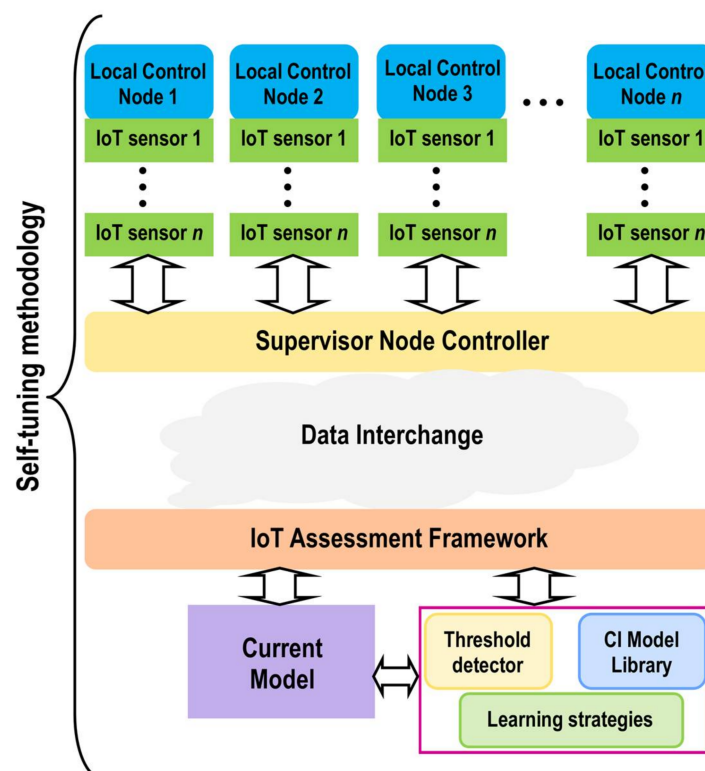 Self-tuning methodology
Local Control
Node 1
Local Control
Node 2
Local Control
Node 3
...
Local Control
Node n
IoT sensor 1
IoT sensor 1
IoT sensor 1
IoT sensor 1
IoT sensor n
IoT sensor n
IoT sensor n
IoT sensor n
Supervisor Node Controller
Data Interchange
IoT Assessment Framework
Current
Model
Threshold
detector
CI Model
Library
Learning strategies